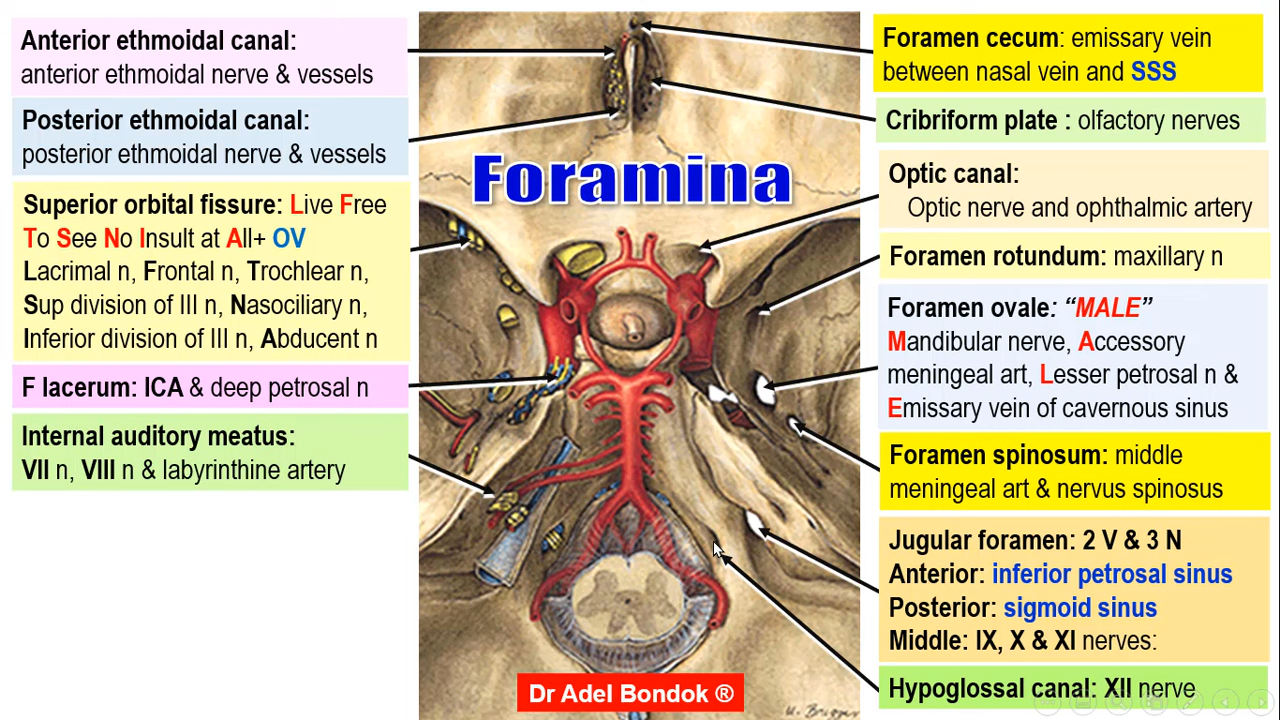 Anterior ethmoidal canal:
anterior ethmoidal nerve & vessels
Posterior ethmoidal canal:
posterior ethmoidal nerve & vessels
Superior orbital fissure: Live Free
To See No Insult at All+ OV
Lacrimal n, Frontal n, Trochlear n,
Sup division of III n, Nasociliary n,
Inferior division of III n, Abducent n
F lacerum: ICA & deep petrosal n
Internal auditory meatus:
VII n, VIII n & labyrinthine artery
Foramina
Dr Adel Bondok ®
Foramen cecum: emissary vein
between nasal vein and SSS
Cribriform plate : olfactory nerves
Optic canal:
Optic nerve and ophthalmic artery
Foramen rotundum: maxillary n
Foramen ovale: “MALE”
Mandibular nerve, Accessory
meningeal art, Lesser petrosal n &
Emissary vein of cavernous sinus
Foramen spinosum: middle
meningeal art & nervus spinosus
Jugular foramen: 2 V & 3 N
Anterior: inferior petrosal sinus
Posterior: sigmoid sinus
Middle: IX, X & XI nerves:
Hypoglossal canal: XII nerve